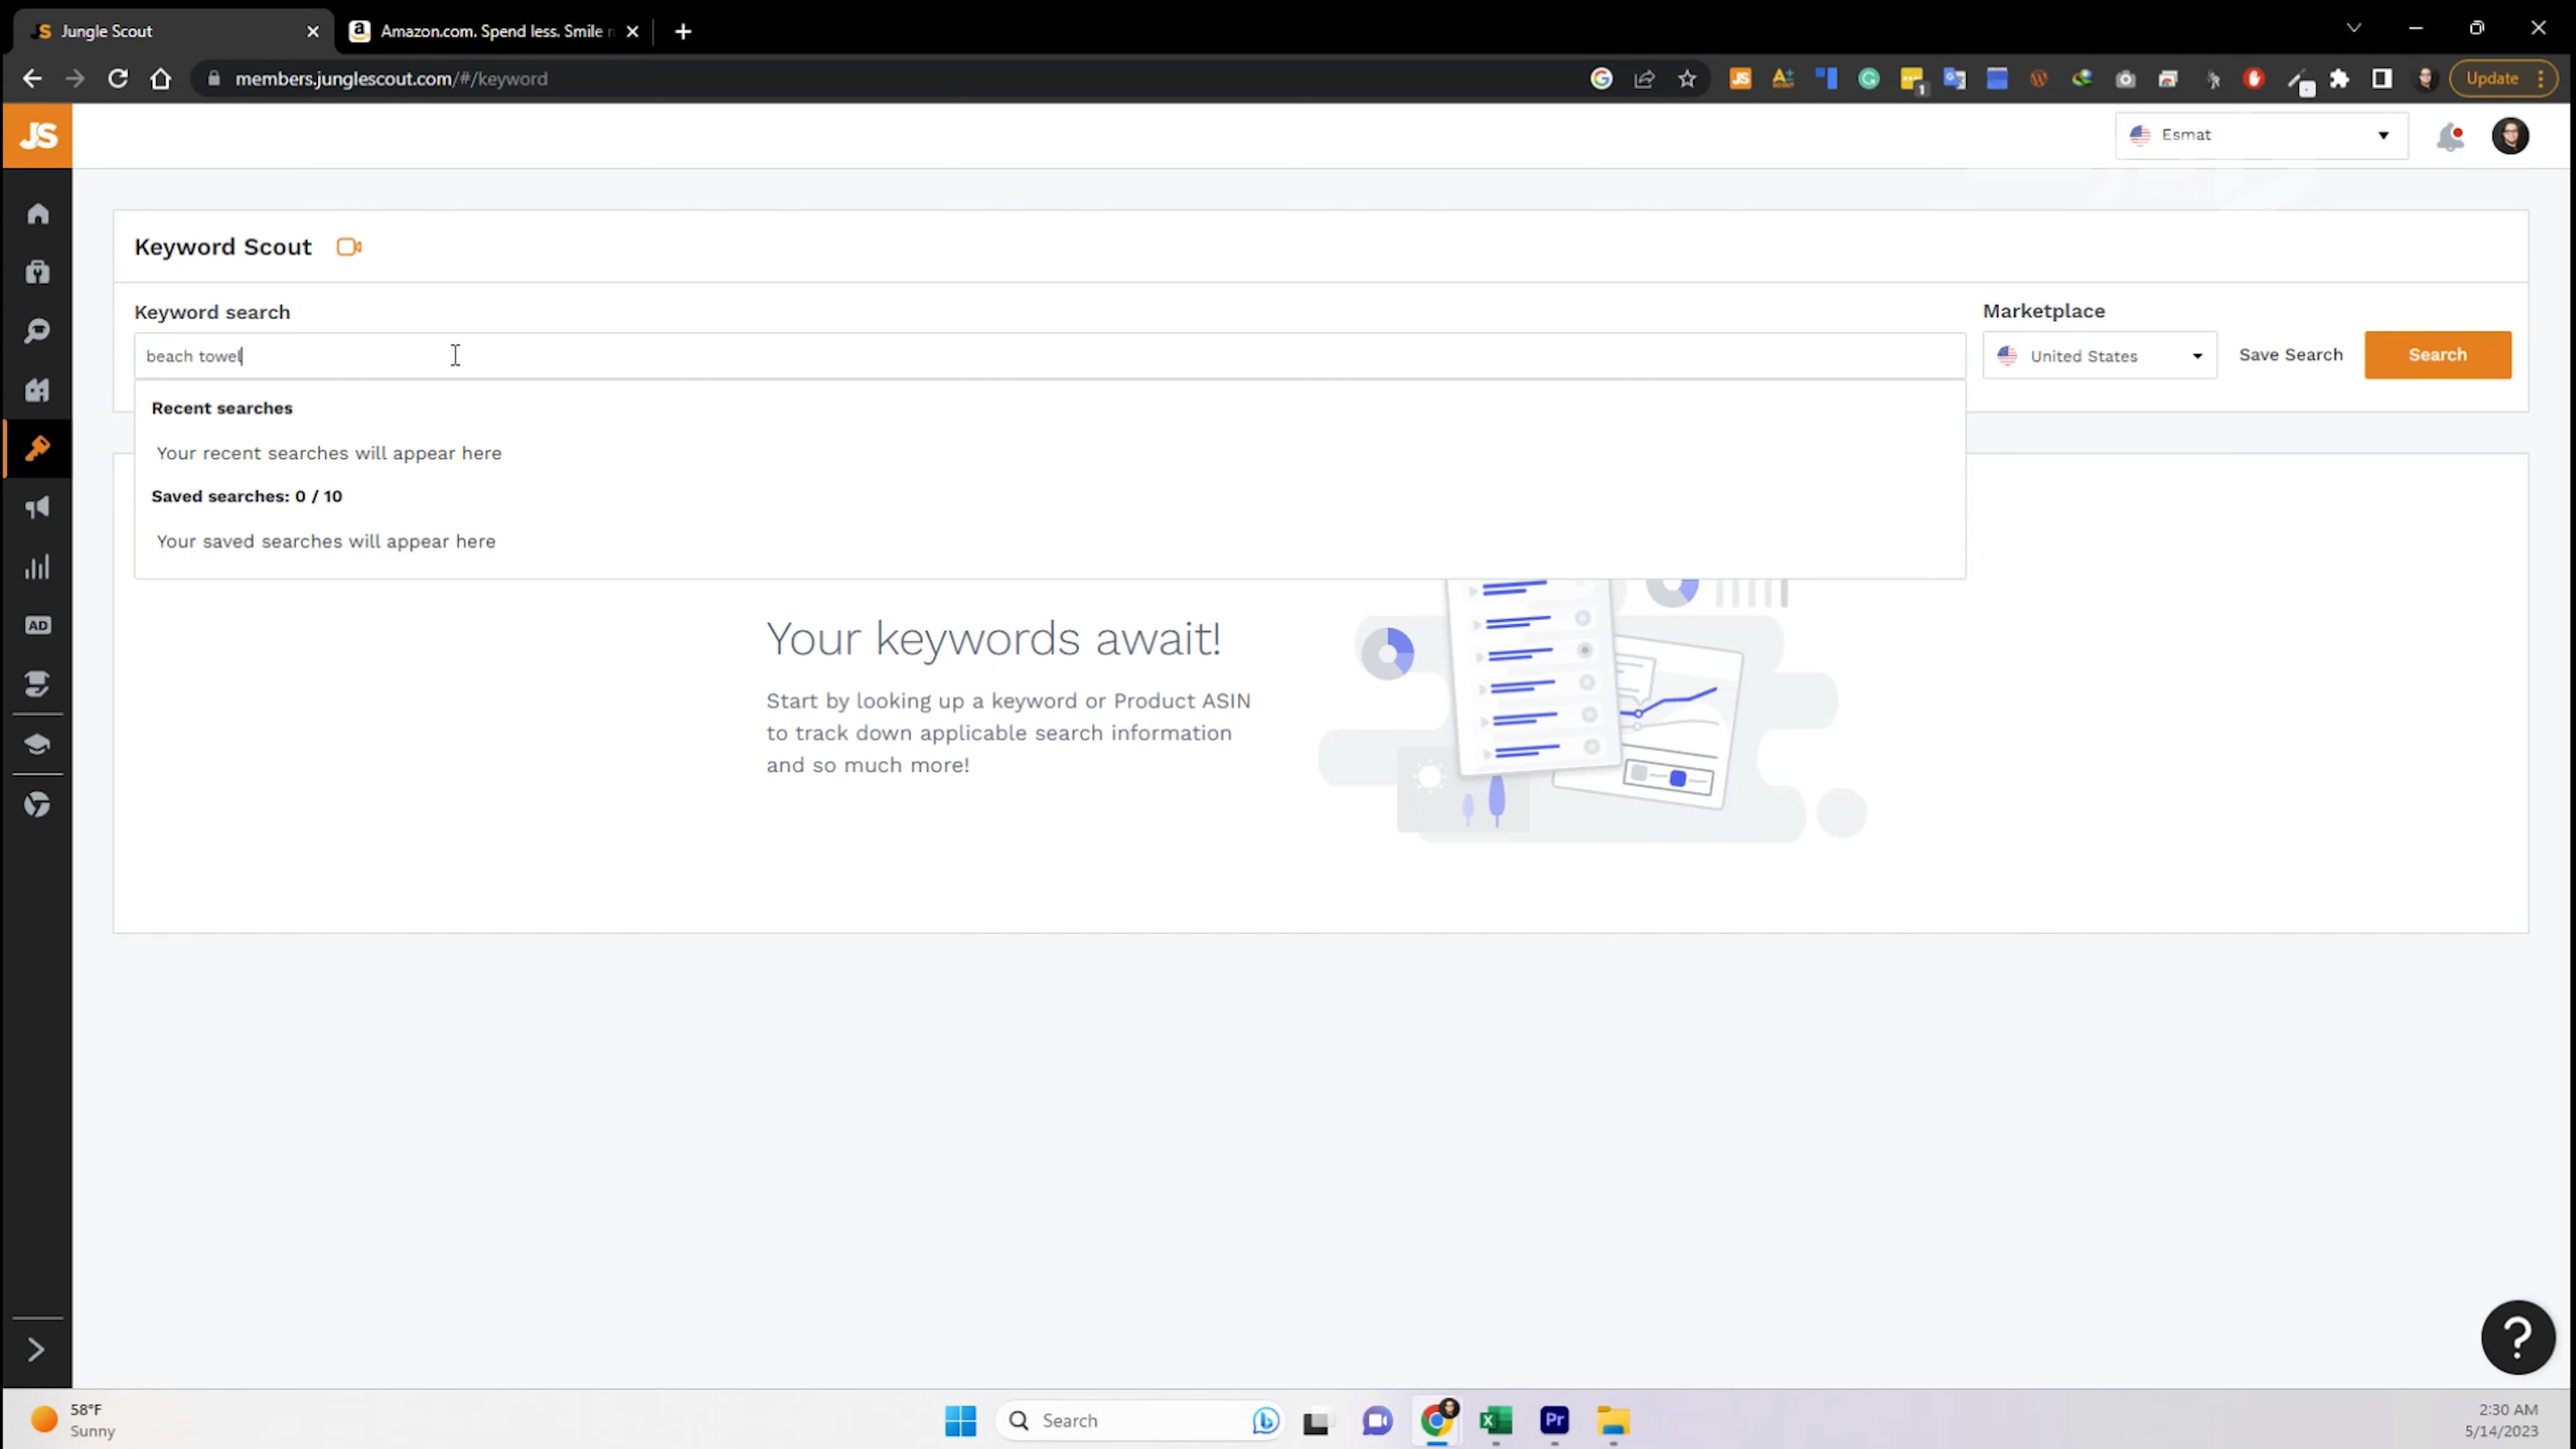 Jungle Scout
Amazon.com. Spend less. Smile
members.junglescout.com/#/keyword
1
Update
JS
Esmat
Keyword Scout
Keyword search
Marketplace
beach towel
United States
Save Search
Search
Recent searches
Your recent searches will appear here
Saved searches: 0 / 10
Your saved searches will appear here
AD
Your keywords await!
Start by looking up a keyword or Product ASIN
to track down applicable search information
and so much more!
?
58°F
Sunny
Search
Pr
2:30 AM
5/14/2023